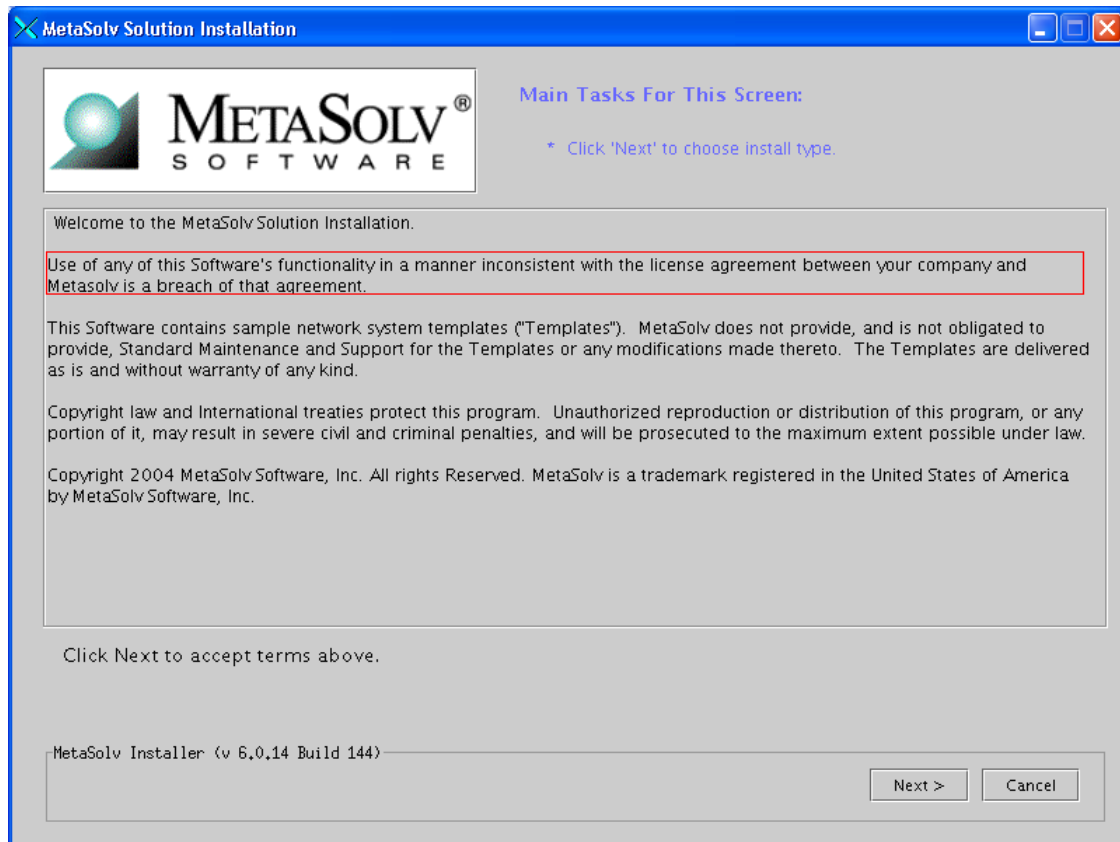 MetaSolv Solution Installation
METASOLV®
SOFTWARE
Main Tasks For This Screen:
* Click 'Next' to choose install type.
Welcome to the MetaSolv Solution Installation.
Use of any of this Software's functionality in a manner inconsistent with the license agreement between your company and
Metasolv is a breach of that agreement.
This Software contains sample network system templates ("Templates").  MetaSolv does not provide, and is not obligated to
provide, Standard Maintenance and Support for the Templates or any modifications made thereto.  The Templates are delivered
as is and without warranty of any kind.
Copyright law and International treaties protect this program.  Unauthorized reproduction or distribution of this program, or any
portion of it, may result in severe civil and criminal penalties, and will be prosecuted to the maximum extent possible under law.
Copyright 2004 MetaSolv Software, Inc. All rights Reserved. MetaSolv is a trademark registered in the United States of America
by MetaSolv Software, Inc.
Click Next to accept terms above.
MetaSolv Installer (v 6.0.14 Build 144)
Next >
Cancel